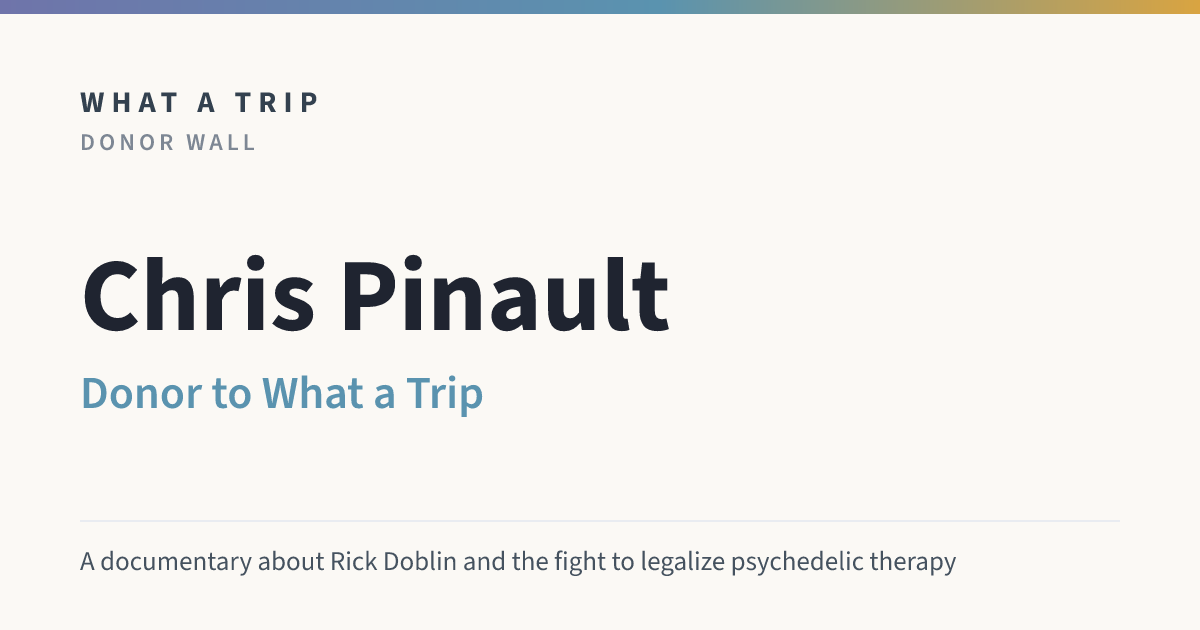 WHAT A TRIP
DONOR WALL
Chris Pinault
Donor to What a Trip
A documentary about Rick Doblin and the fight to legalize psychedelic therapy